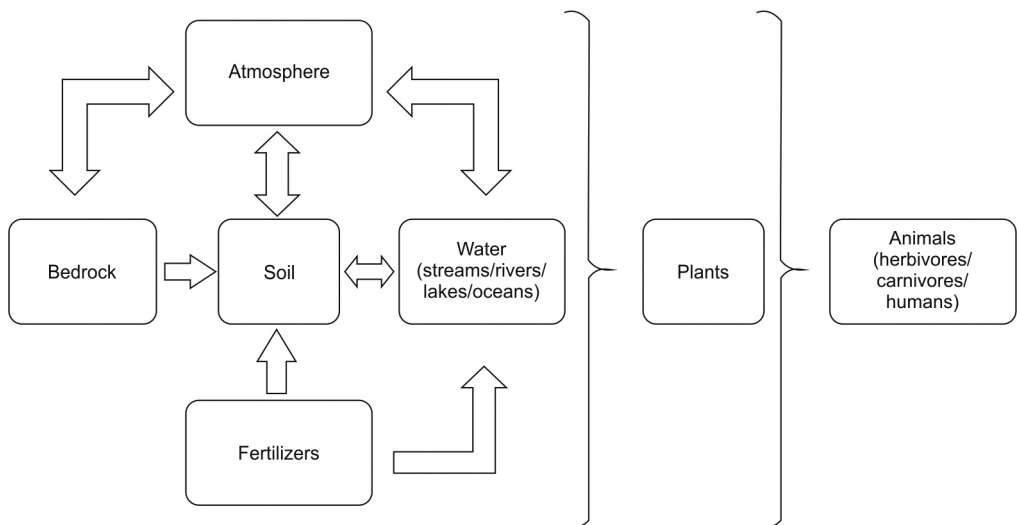 Atmosphere
Bedrock
Soil
Water
(streams/rivers/
lakes/oceans)
Plants
Animals
(herbivores/
carnivores/
humans)
Fertilizers